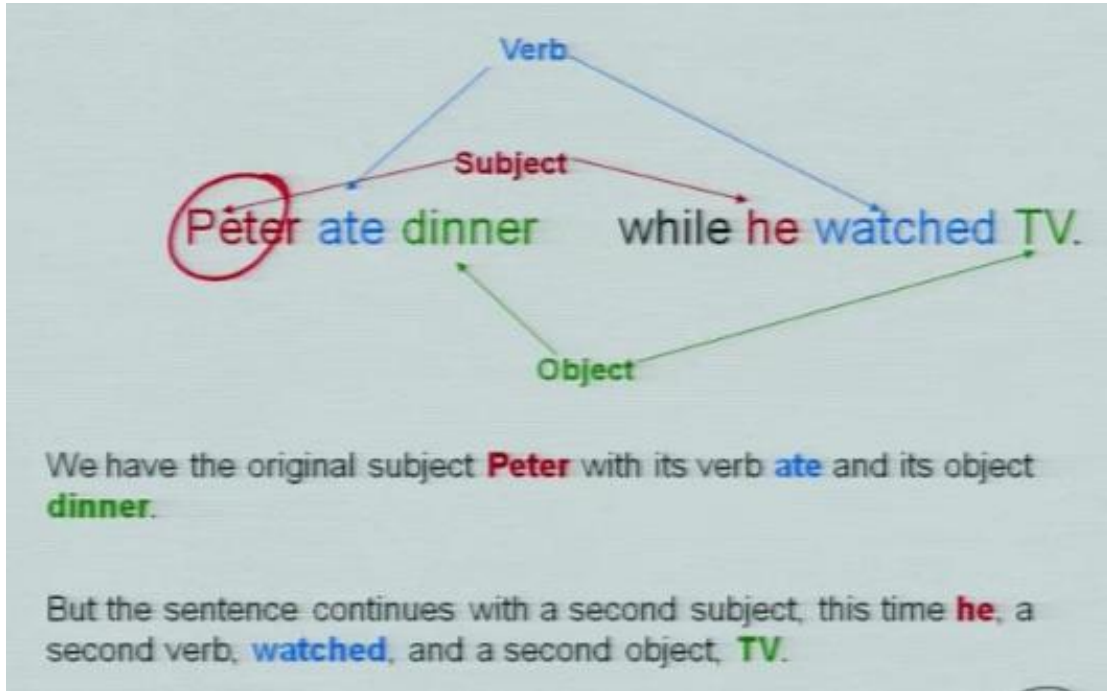 Verb
Subject
Peter ate dinner while he watched TV.
Object
We have the original subject Peter with its verb ate and its object
dinner.
But the sentence continues with a second subject, this time he, a
second verb, watched, and a second object, TV.